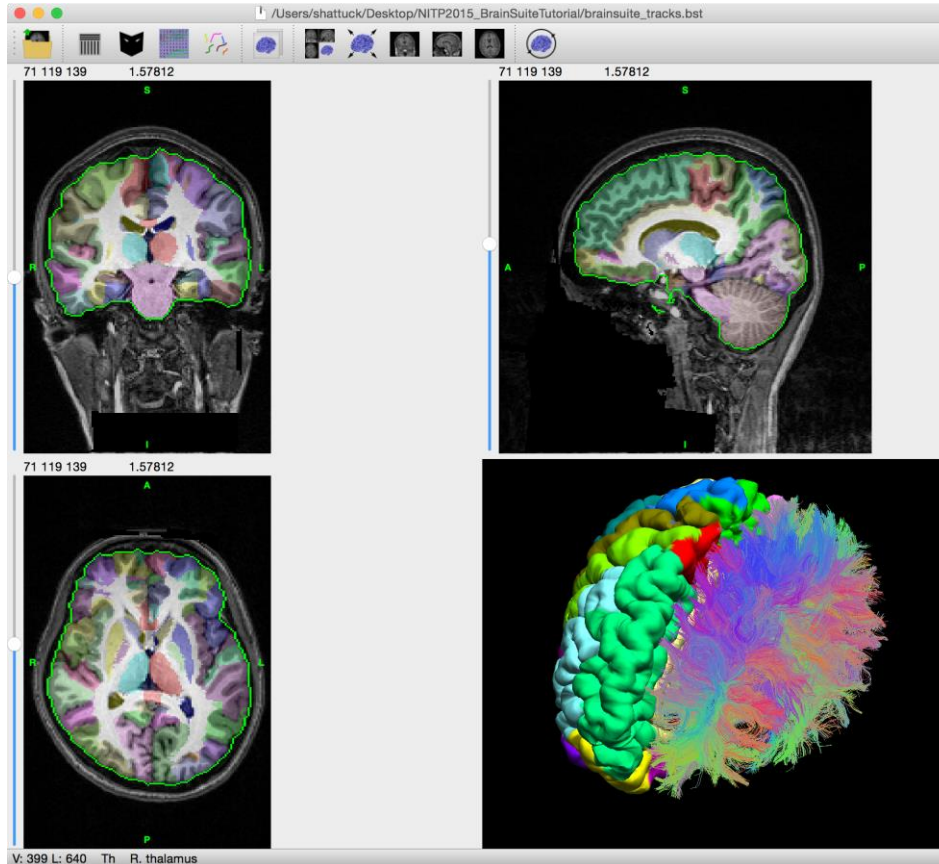 /Users/shattuck/Desktop/NITP2015_BrainSuiteTutorial/brainsuite_tracks.bst
71 119 139 1.57812
71 119 139 1.57812
S
S
R
L
A
P
I
I
71 119 139 1.57812
A
R
L
P
V: 399 L: 640 Th R. thalamus